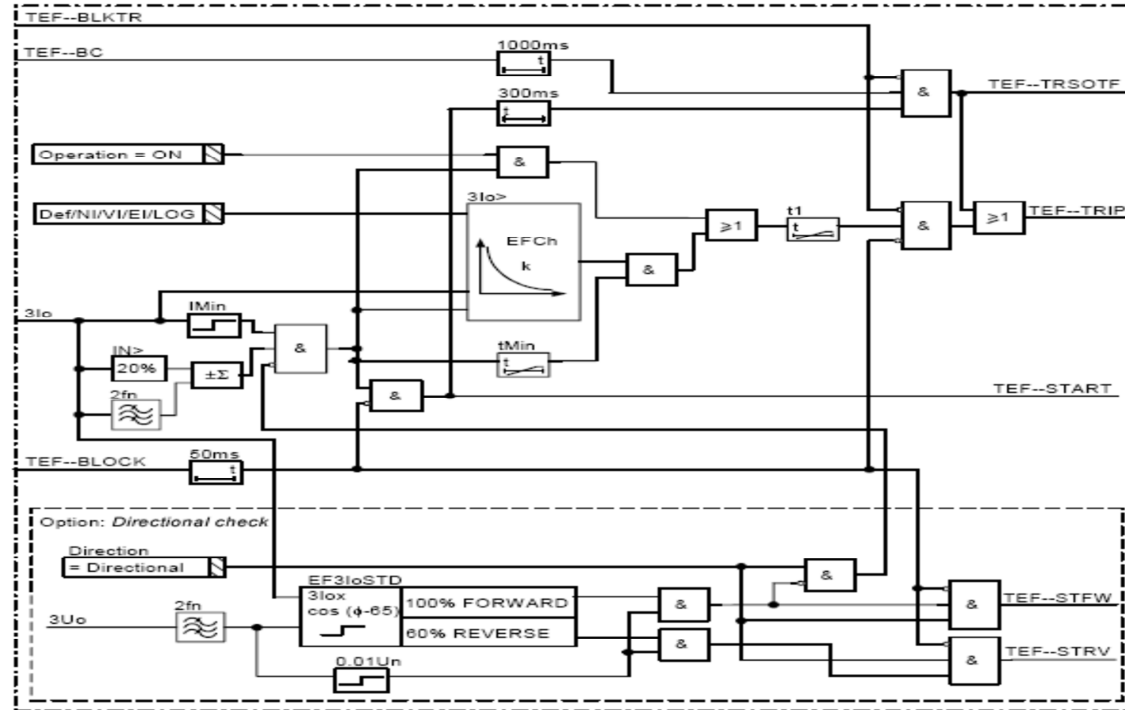 TEF--BLKTR
TEF--BC
1000ms
t
300ms
t
&
TEF--TRSOTF
Operation = ON
&
3Io>
Def/NI/VI/EI/LOG
EFCh
k
≥1
t1
&
≥1
TEF--TRIP
&
3Io
IMin
&
IN>
20%
±Σ
2fn
tMin
t
&
TEF--START
TEF--BLOCK
50ms
t
Option: Directional check
Direction
= Directional
&
EF3IoSTD
3Iox
cos (ϕ-65)
100% FORWARD
60% REVERSE
2fn
3Uo
&
&
TEF--STFW
&
0.01Un
&
TEF--STRV